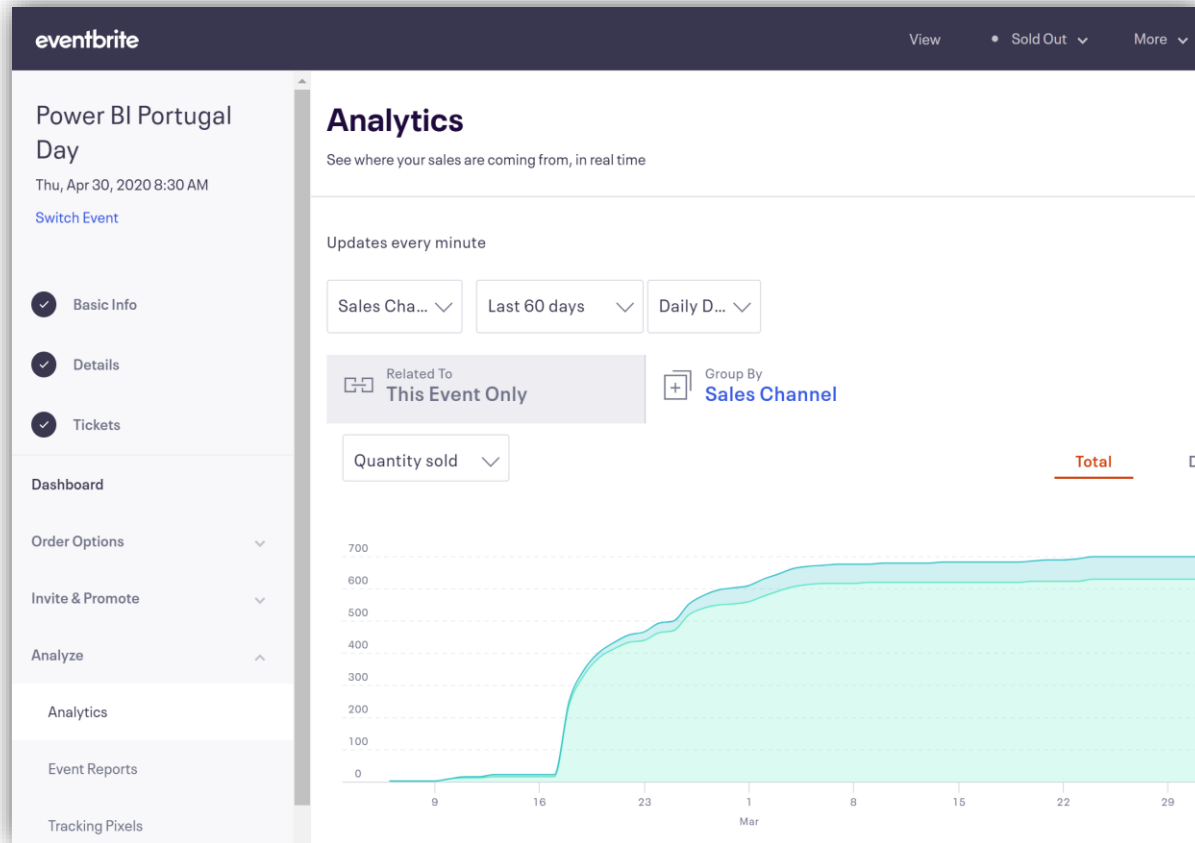 eventbrite
View
Sold Out
More
Power BI Portugal
Day
Thu, Apr 30, 2020 8:30 AM
Switch Event
Basic Info
Details
Tickets
Dashboard
Order Options
Invite & Promote
Analyze
Analytics
Event Reports
Tracking Pixels
Analytics
See where your sales are coming from, in real time
Updates every minute
Sales Cha...
Last 60 days
Daily D...
Related To
This Event Only
Group By
Sales Channel
Quantity sold
Total
700
600
500
400
300
200
100
0
9
16
23
1
8
15
22
29
Mar